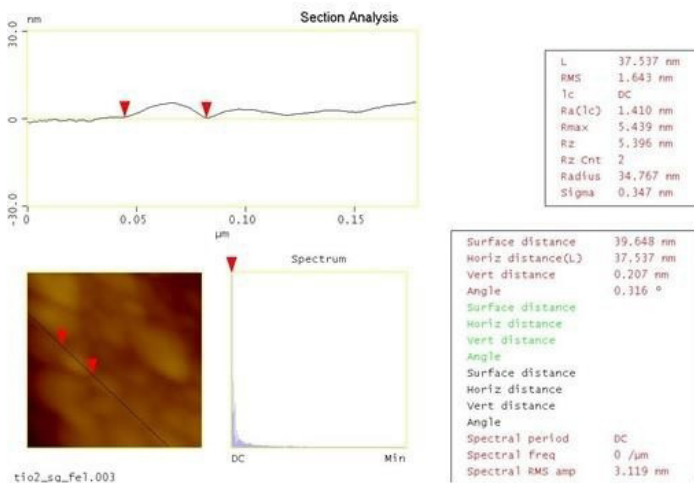 Section Analysis
nm
30.0
0
-30.0
0
0.05
0.10
0.15
µm
L 37.537 nm
RMS 1.643 nm
lc DC
Ra(lc) 1.410 nm
Rmax 5.439 nm
Rz 5.396 nm
Rz Cnt 2
Radius 34.767 nm
Sigma 0.347 nm
Spectrum
DC Min
Surface distance 39.648 nm
Horiz distance(L) 37.537 nm
Vert distance 0.207 nm
Angle 0.316 º
Surface distance
Horiz distance
Vert distance
Angle
Surface distance
Horiz distance
Vert distance
Angle
Spectral period DC
Spectral freq 0 /µm
Spectral RMS amp 3.119 nm
tio2_sg_fe1.003